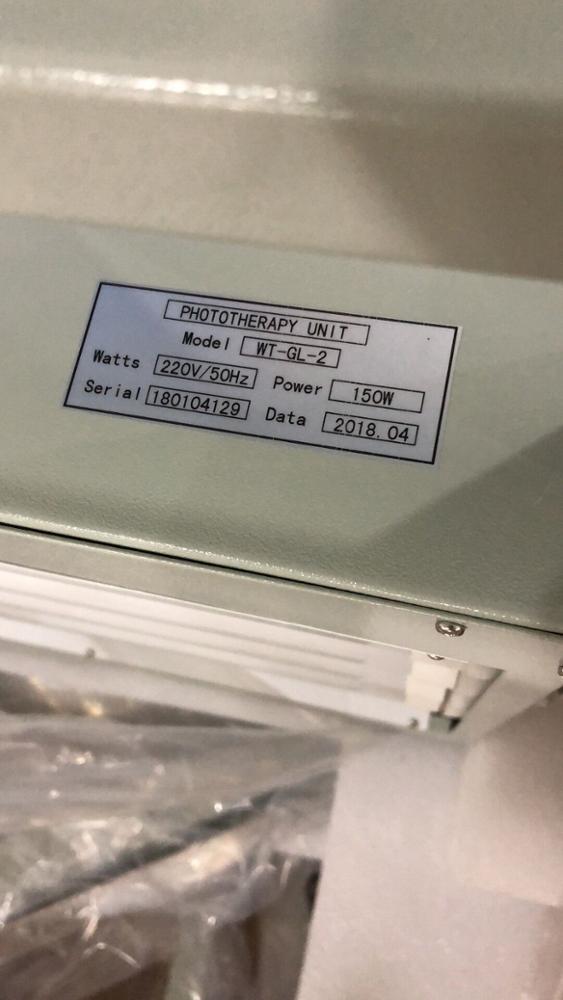 PHOTOTHERAPY UNIT
Model WT-GL-2
Watts 220V/50Hz Power 150W
Serial 180104129 Data 2018.04